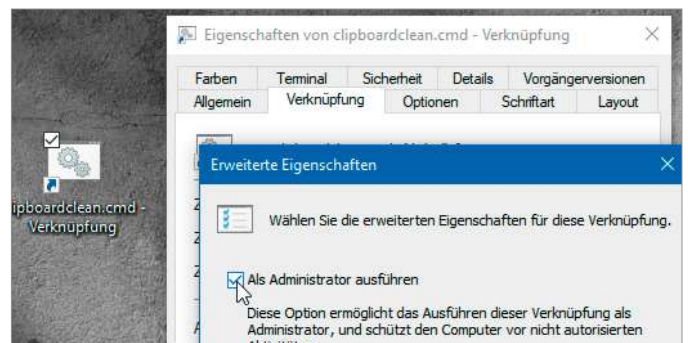 Eigenschaften von clipboardclean.cmd - Verknüpfung
Farben Terminal Sicherheit Details Vorgängerversionen
Allgemein Verknüpfung Optionen Schriftart Layout
ipboardclean.cmd -
Verknüpfung
Erweiterte Eigenschaften
Wählen Sie die erweiterten Eigenschaften für diese Verknüpfung.
Als Administrator ausführen
Diese Option ermöglicht das Ausführen dieser Verknüpfung als
Administrator, und schützt den Computer vor nicht autorisierten